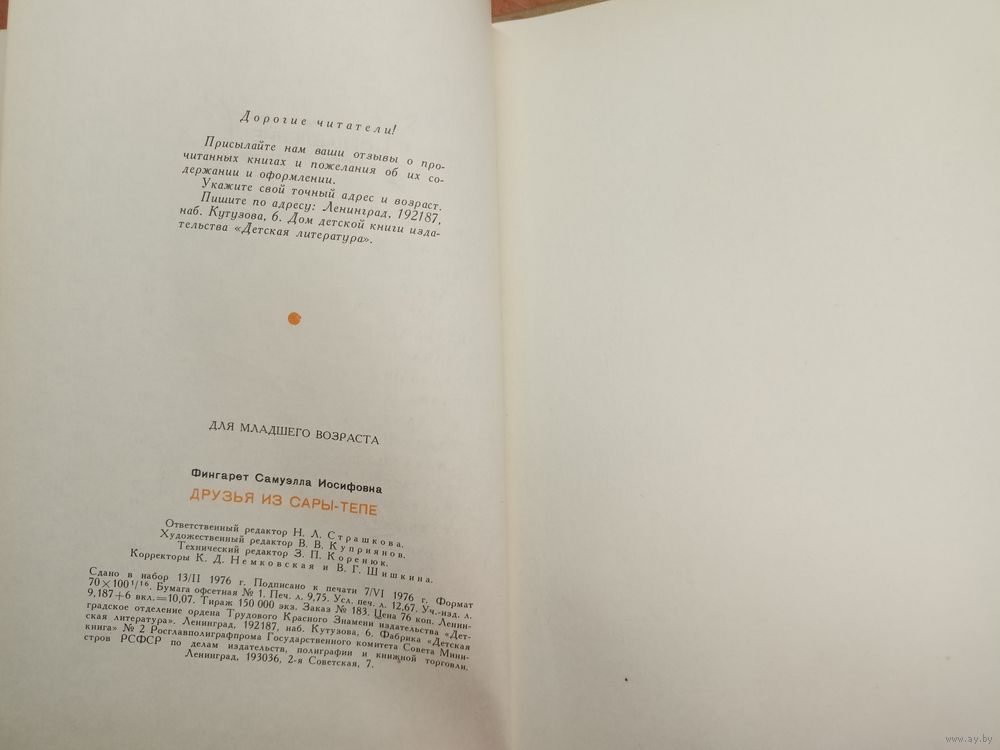 Дорогие читатели!
Присылайте нам ваши отзывы о про-
читанных книгах и пожелания об их со-
держании и оформлении.
Укажите свой точный адрес и возраст.
Пишите по адресу: Ленинград, 192187,
наб. Кутузова, 6. Дом детской книги изда-
тельства «Детская литература».
ДЛЯ МЛАДШЕГО ВОЗРАСТА
Фингарет Самуэлла Иосифовна
ДРУЗЬЯ ИЗ САРЫ-ТЕПЕ
Ответственный редактор Н. Л. Страшкова.
Художественный редактор В. В. Куприянов.
Технический редактор З. П. Коренюк.
Корректоры К. Д. Немковская и В. Г. Шишкина.
Сдано в набор 13/II 1976 г. Подписано к печати 7/VI 1976 г. Формат
70×100 1/16. Бумага офсетная № 1. Печ. л. 9,75. Усл. печ. л. 12,67. Уч.-изд. л.
9,187+6 вкл.=10,07. Тираж 150 000 экз. Заказ № 183. Цена 76 коп. Ленин-
градское отделение ордена Трудового Красного Знамени издательства «Дет-
ская литература». Ленинград, 192187, наб. Кутузова, 6. Фабрика «Детская
книга» № 2 Росглавполиграфпрома Государственного комитета Совета Мини-
стров РСФСР по делам издательств, полиграфии и книжной торговли.
Ленинград, 193036, 2-я Советская, 7.
www.ay.by